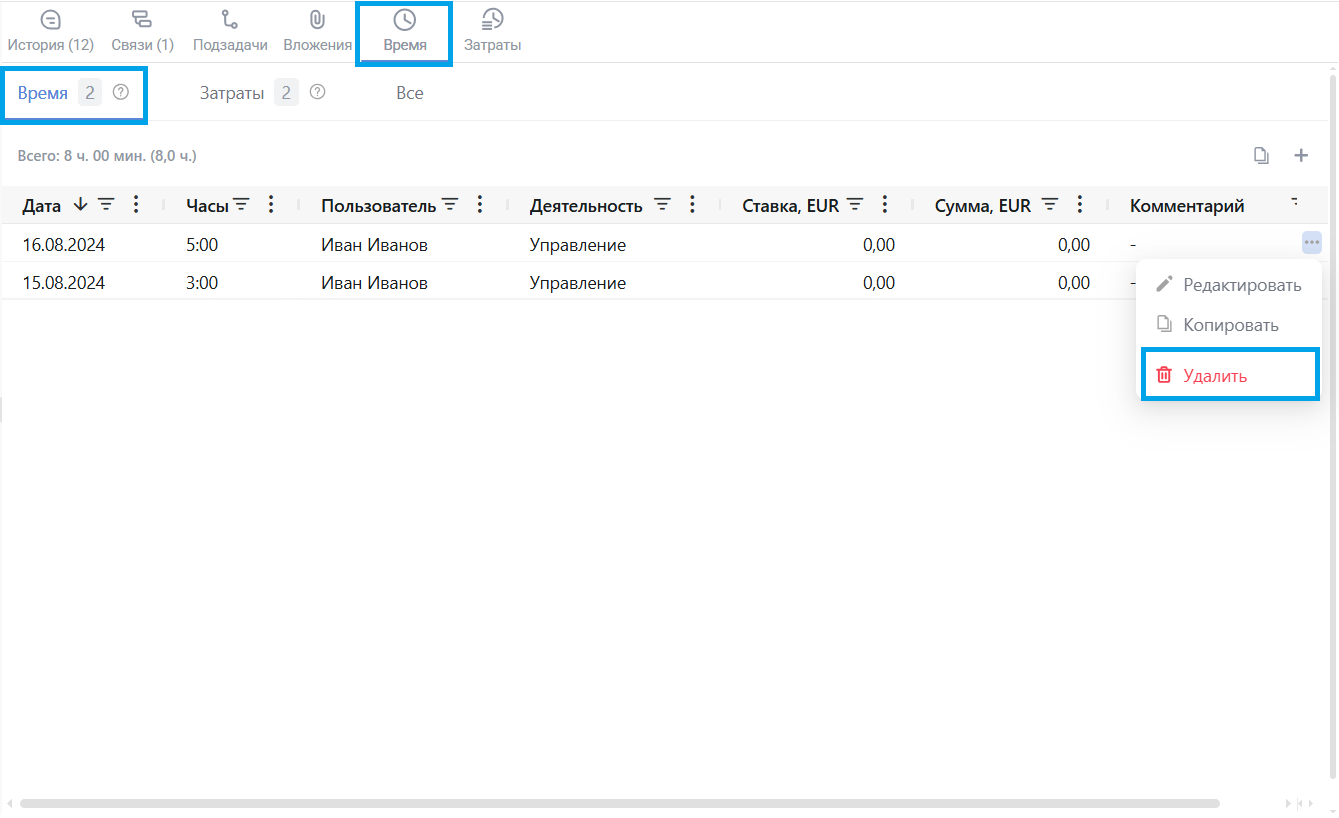 История (12) Связи (1) Подзадачи Вложения Время Затраты
Время 2 Затраты 2 Все
Всего: 8 ч. 00 мин. (8,0 ч.)
Дата Часы Пользователь Деятельность Ставка, EUR Сумма, EUR Комментарий
16.08.2024 5:00 Иван Иванов Управление 0,00 0,00 -
15.08.2024 3:00 Иван Иванов Управление 0,00 0,00 -
Редактировать
Копировать
Удалить